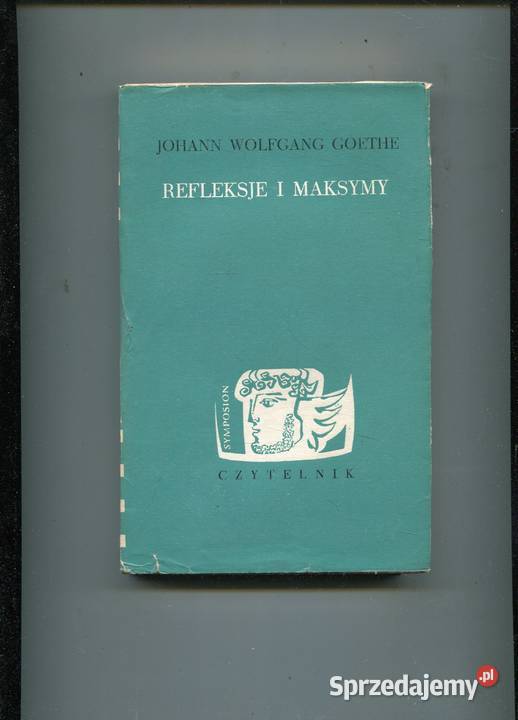 JOHANN WOLFGANG GOETHE
REFLEKSJE I MAKSYMY
SYMPOSION
CZYTELNIK
Sprzedajemy.pl